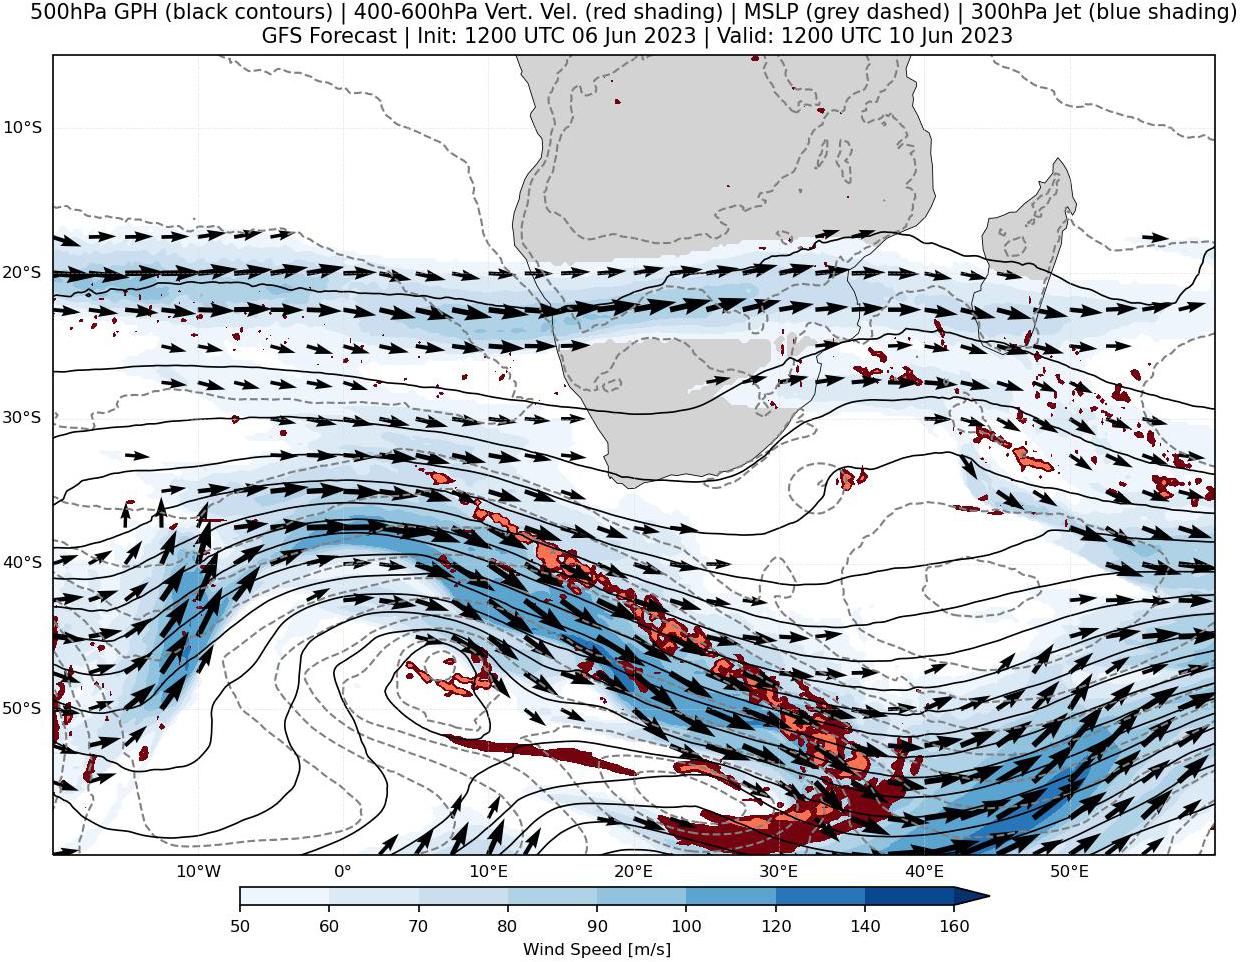 500hPa GPH (black contours) | 400-600hPa Vert. Vel. (red shading) | MSLP (grey dashed) | 300hPa Jet (blue shading)
GFS Forecast | Init: 1200 UTC 06 Jun 2023 | Valid: 1200 UTC 10 Jun 2023
10°S
20°S
30°S
40°S
50°S
10°W 0° 10°E 20°E 30°E 40°E 50°E
50 60 70 80 90 100 120 140 160
Wind Speed [m/s]